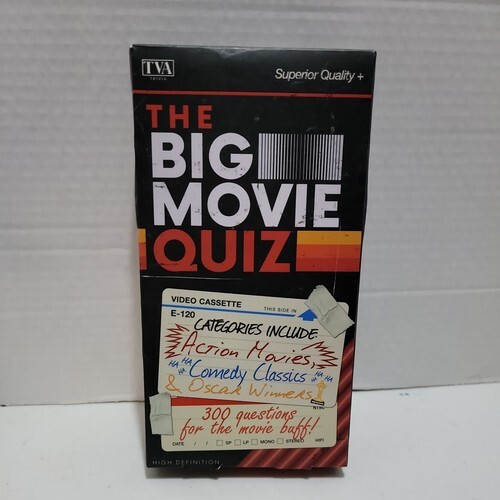 TVA
TRIVIA
Superior Quality +
THE
BIG
MOVIE
QUIZ
VIDEO CASSETTE
THIS SIDE IN
E-120
CATEGORIES INCLUDE:
Action Movies,
HA HA HA Comedy Classics HA HA HA
& Oscar Winners!
NTSC
300 questions
for the movie buff!
DATE / / SP LP MONO STEREO HIFI
HIGH DEFINITION